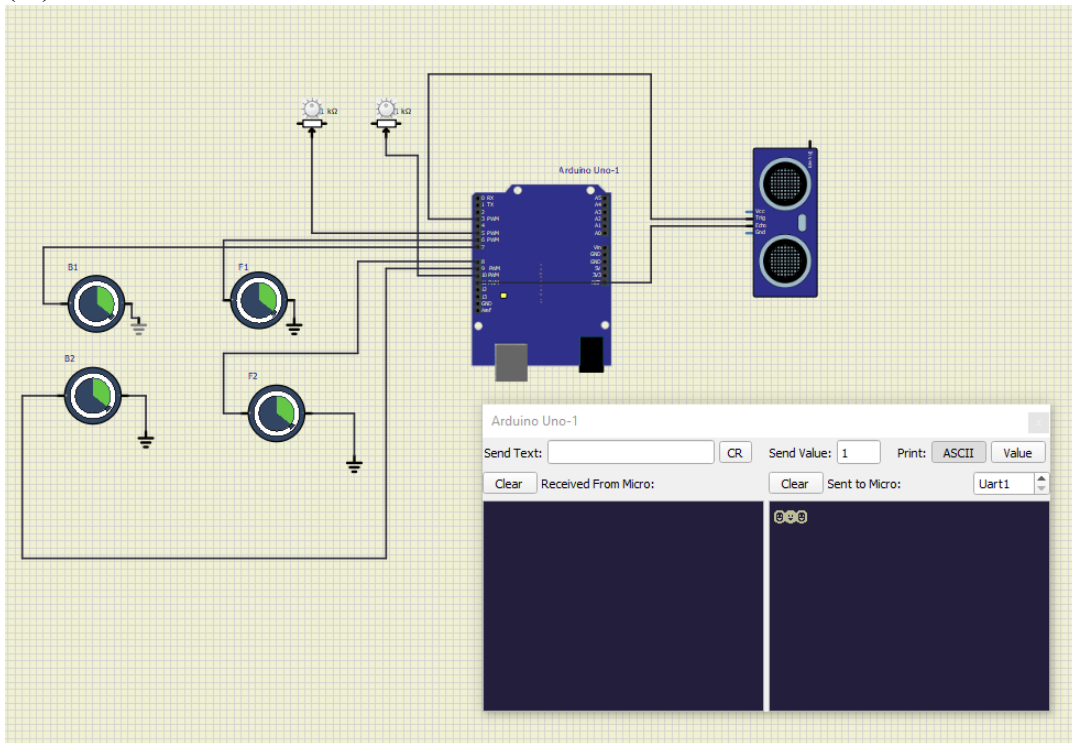 1 kΩ
1 kΩ
Arduino Uno-1
0 RX
1 TX
2
3 PWM
4
5 PWM
6 PWM
7
8
9 PWM
10 PWM
12
13
GND
Aref
A5
A4
A3
A2
A1
A0
Vin
GND
GND
5V
3V3
Vcc
Trig
Echo
Gnd
B1
F1
B2
F2
Arduino Uno-1
Send Text: CR Send Value: 1 Print: ASCII Value
Clear Received From Micro: Clear Sent to Micro: Uart1